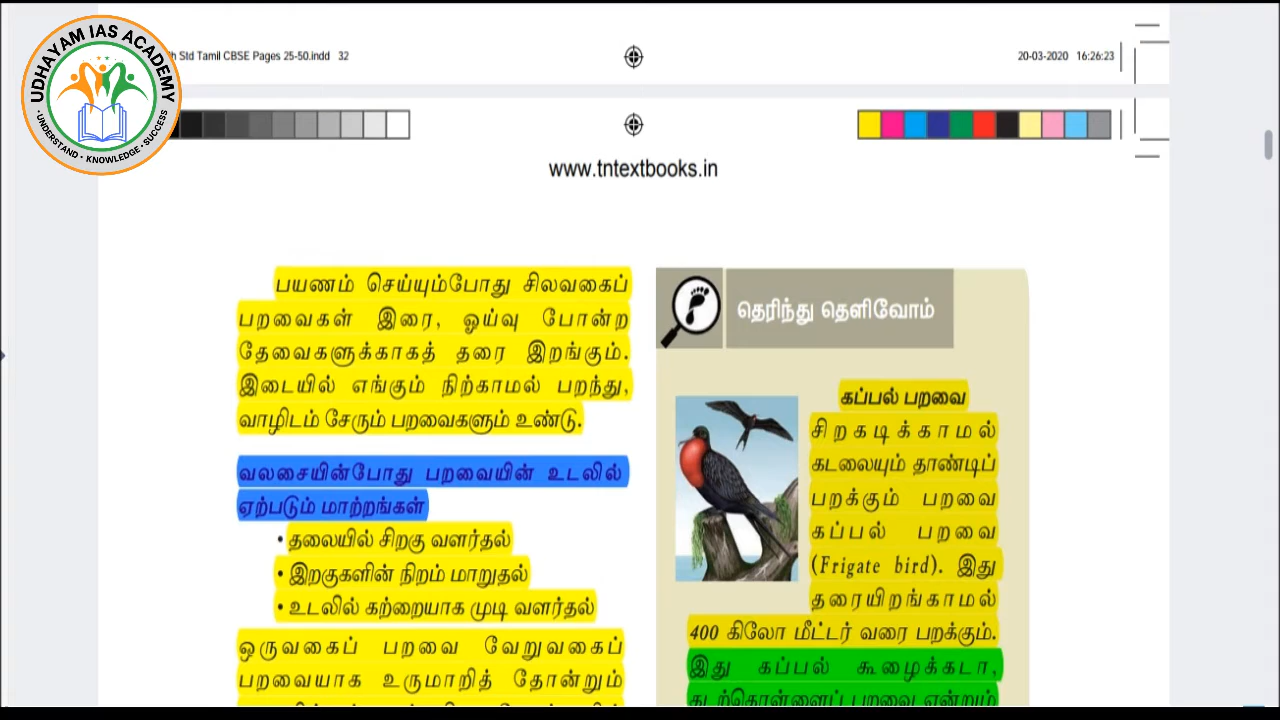 UDHAYAM IAS ACADEMY
• UNDERSTAND • KNOWLEDGE • SUCCESS
h Std Tamil CBSE Pages 25-50.indd 32
20-03-2020 16:26:23
www.tntextbooks.in
பயணம் செய்யும்போது சிலவகைப்
பறவைகள் இரை, ஓய்வு போன்ற
தேவைகளுக்காகத் தரை இறங்கும்.
இடையில் எங்கும் நிற்காமல் பறந்து,
வாழிடம் சேரும் பறவைகளும் உண்டு.
வலசையின்போது பறவையின் உடலில்
ஏற்படும் மாற்றங்கள்
• தலையில் சிறகு வளர்தல்
• இறகுகளின் நிறம் மாறுதல்
• உடலில் கற்றையாக முடி வளர்தல்
ஒருவகைப் பறவை வேறுவகைப்
பறவையாக உருமாறித் தோன்றும்
தெரிந்து தெளிவோம்
கப்பல் பறவை
சிறகடிக்காமல்
கடலையும் தாண்டிப்
பறக்கும் பறவை
கப்பல் பறவை
(Frigate bird). இது
தரையிறங்காமல்
400 கிலோ மீட்டர் வரை பறக்கும்.
இது கப்பல் கூழைக்கடா,
கடற்கொள்ளைப் பறவை என்றும்